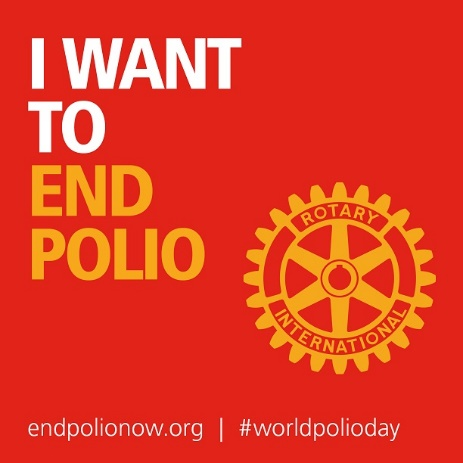 I WANT
TO
END
POLIO
ROTARY
INTERNATIONAL
endpolionow.org | #worldpolioday